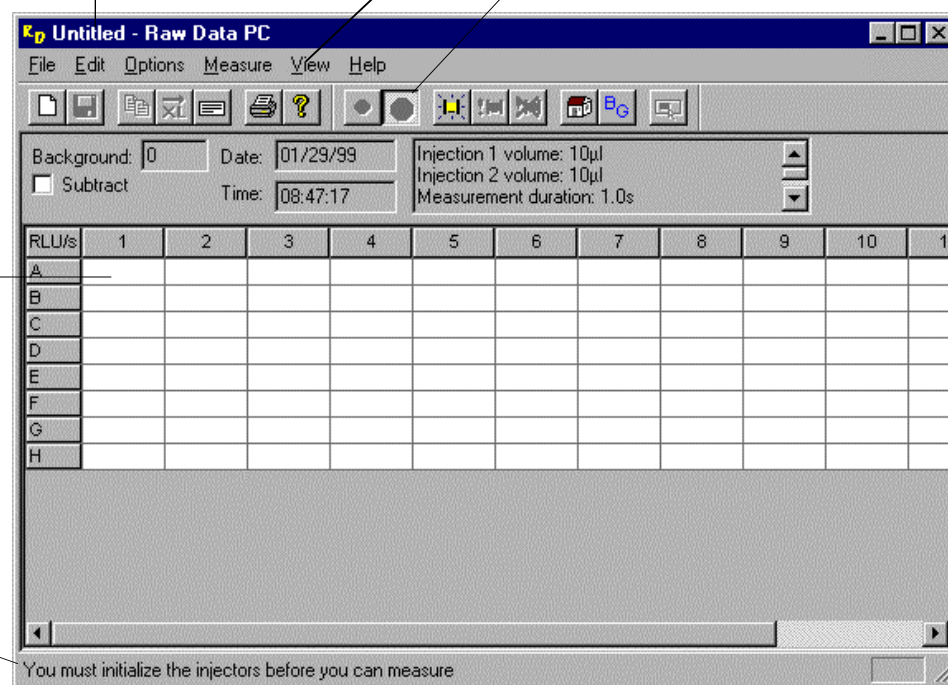 Untitled - Raw Data PC
File Edit Options Measure View Help
XL ? BG
Background: 0 Date: 01/29/99
Subtract Time: 08:47:17
Injection 1 volume: 10µl
Injection 2 volume: 10µl
Measurement duration: 1.0s
RLU/s 1 2 3 4 5 6 7 8 9 10 1
A
B
C
D
E
F
G
H
You must initialize the injectors before you can measure